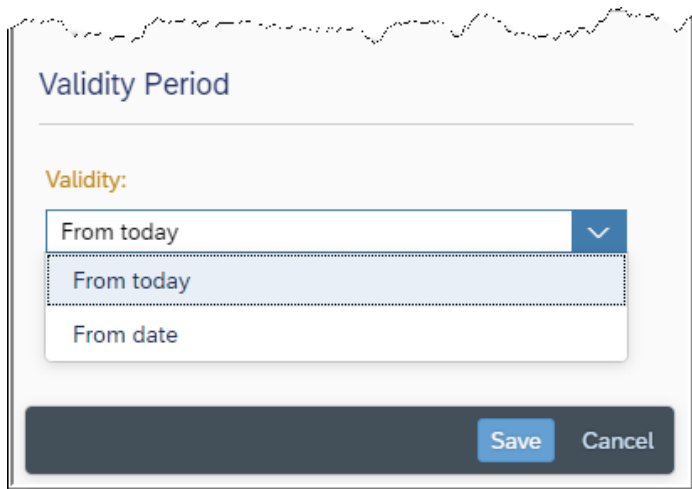 Validity Period
Validity:
From today
From today
From date
Save Cancel